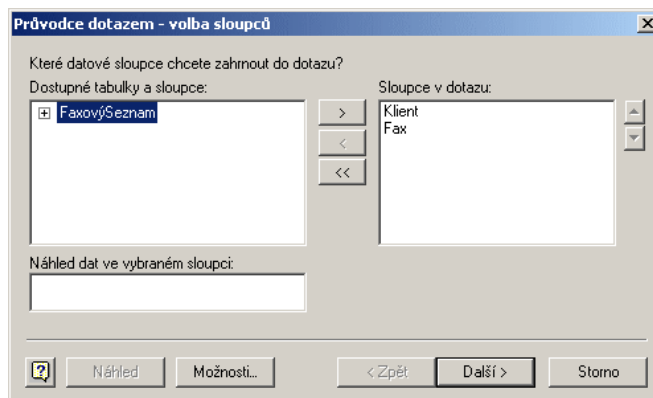 Průvodce dotazem - volba sloupců
Které datové sloupce chcete zahrnout do dotazu?
Dostupné tabulky a sloupce:
Sloupce v dotazu:
FaxovýSeznam
>
<
<<
Klient
Fax
Náhled dat ve vybraném sloupci:
Náhled
Možnosti...
< Zpět
Další >
Storno